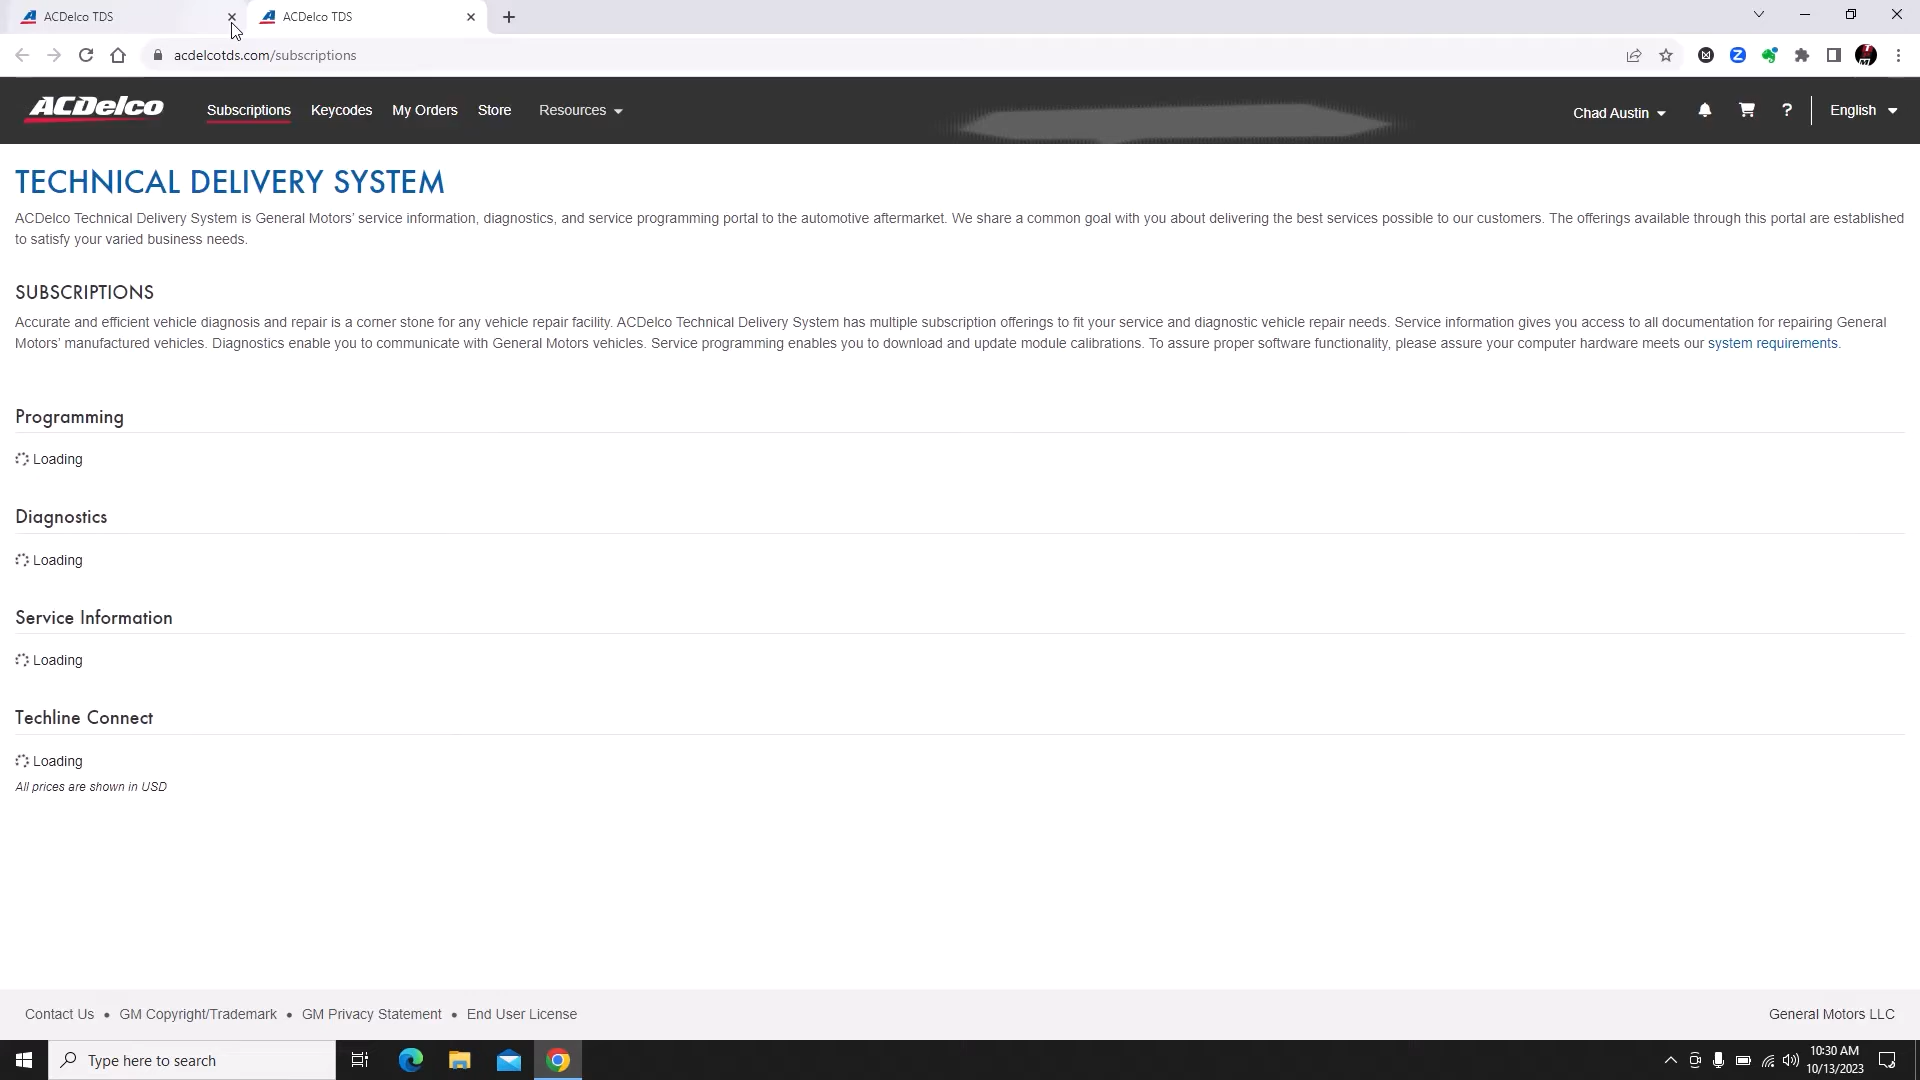 ACDelco TDS
ACDelco TDS
acdelcotds.com/subscriptions
ACDelco Subscriptions Keycodes My Orders Store Resources Chad Austin ? English
TECHNICAL DELIVERY SYSTEM
ACDelco Technical Delivery System is General Motors’ service information, diagnostics, and service programming portal to the automotive aftermarket. We share a common goal with you about delivering the best services possible to our customers. The offerings available through this portal are established
to satisfy your varied business needs.
SUBSCRIPTIONS
Accurate and efficient vehicle diagnosis and repair is a corner stone for any vehicle repair facility. ACDelco Technical Delivery System has multiple subscription offerings to fit your service and diagnostic vehicle repair needs. Service information gives you access to all documentation for repairing General
Motors’ manufactured vehicles. Diagnostics enable you to communicate with General Motors vehicles. Service programming enables you to download and update module calibrations. To assure proper software functionality, please assure your computer hardware meets our system requirements.
Programming
Loading
Diagnostics
Loading
Service Information
Loading
Techline Connect
Loading
All prices are shown in USD
Contact Us • GM Copyright/Trademark • GM Privacy Statement • End User License General Motors LLC
Type here to search
10:30 AM
10/13/2023